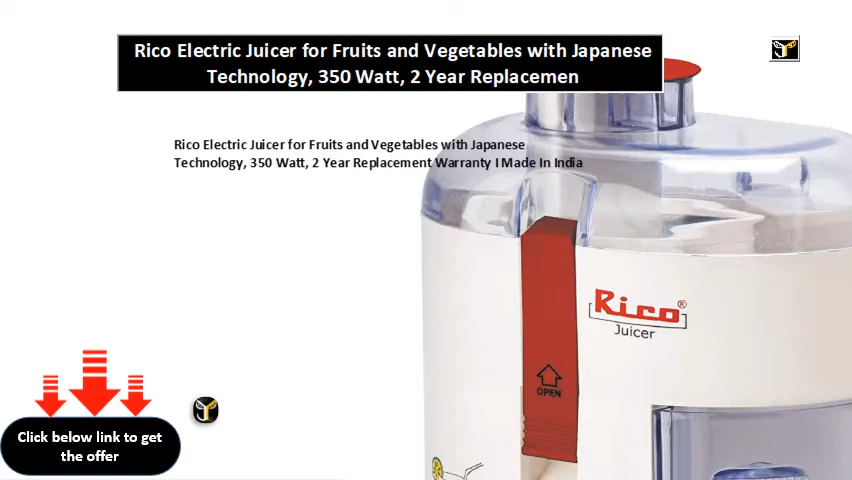 Rico Electric Juicer for Fruits and Vegetables with Japanese
Technology, 350 Watt, 2 Year Replacemen
Rico Electric Juicer for Fruits and Vegetables with Japanese
Technology, 350 Watt, 2 Year Replacement Warranty I Made In India
Rico®
Juicer
OPEN
Click below link to get
the offer